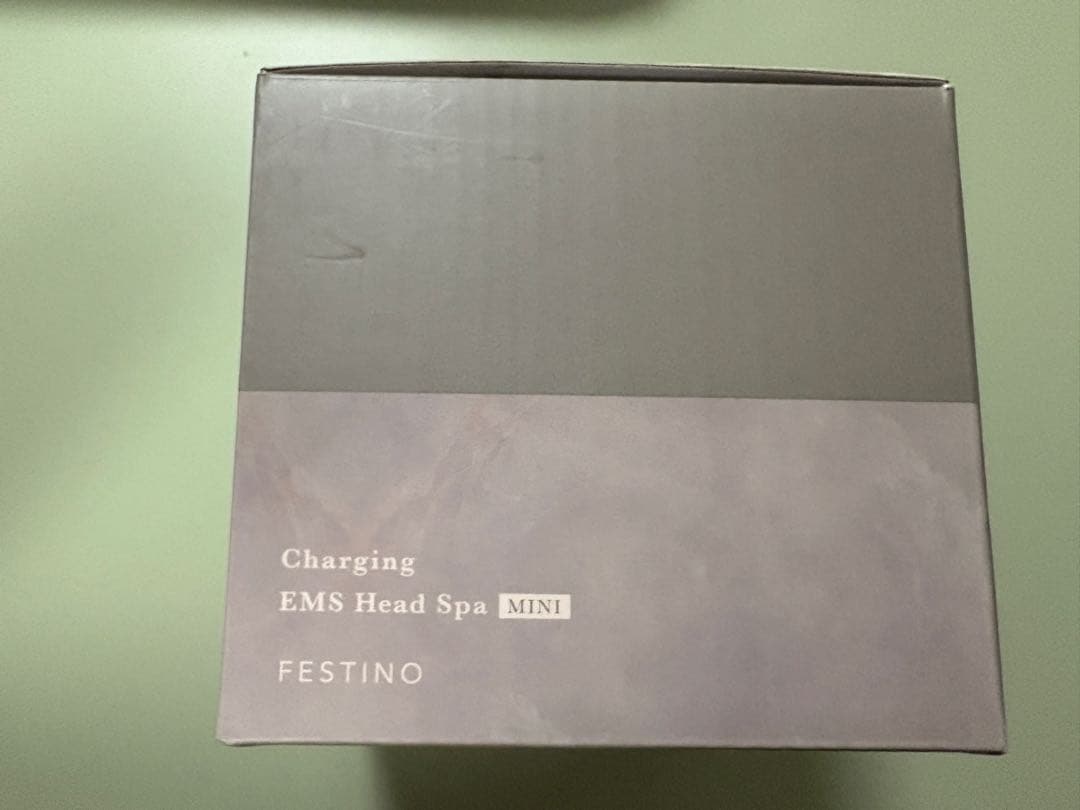 Charging
EMS Head Spa MINI
FESTINO